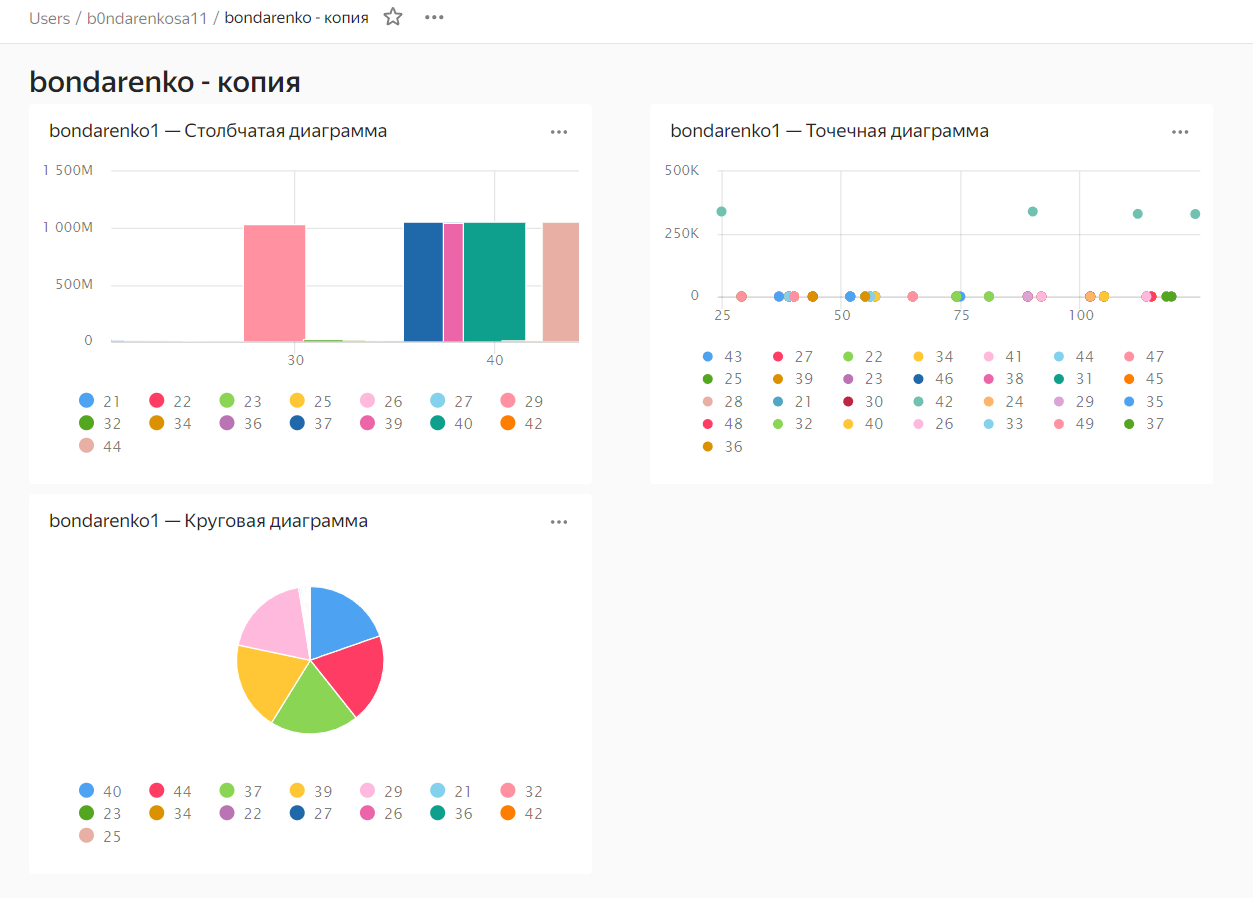 Users / b0ndarenkosa11 / bondarenko - копия
bondarenko - копия
bondarenko1 — Столбчатая диаграмма
1 500M
1 000M
500M
0
30 40
21 22 23 25 26 27 29
32 34 36 37 39 40 42
44
bondarenko1 — Точечная диаграмма
500K
250K
0
25 50 75 100
43 27 22 34 41 44 47
25 39 23 46 38 31 45
28 21 30 42 24 29 35
48 32 40 26 33 49 37
36
bondarenko1 — Круговая диаграмма
40 44 37 39 29 21 32
23 34 22 27 26 36 42
25